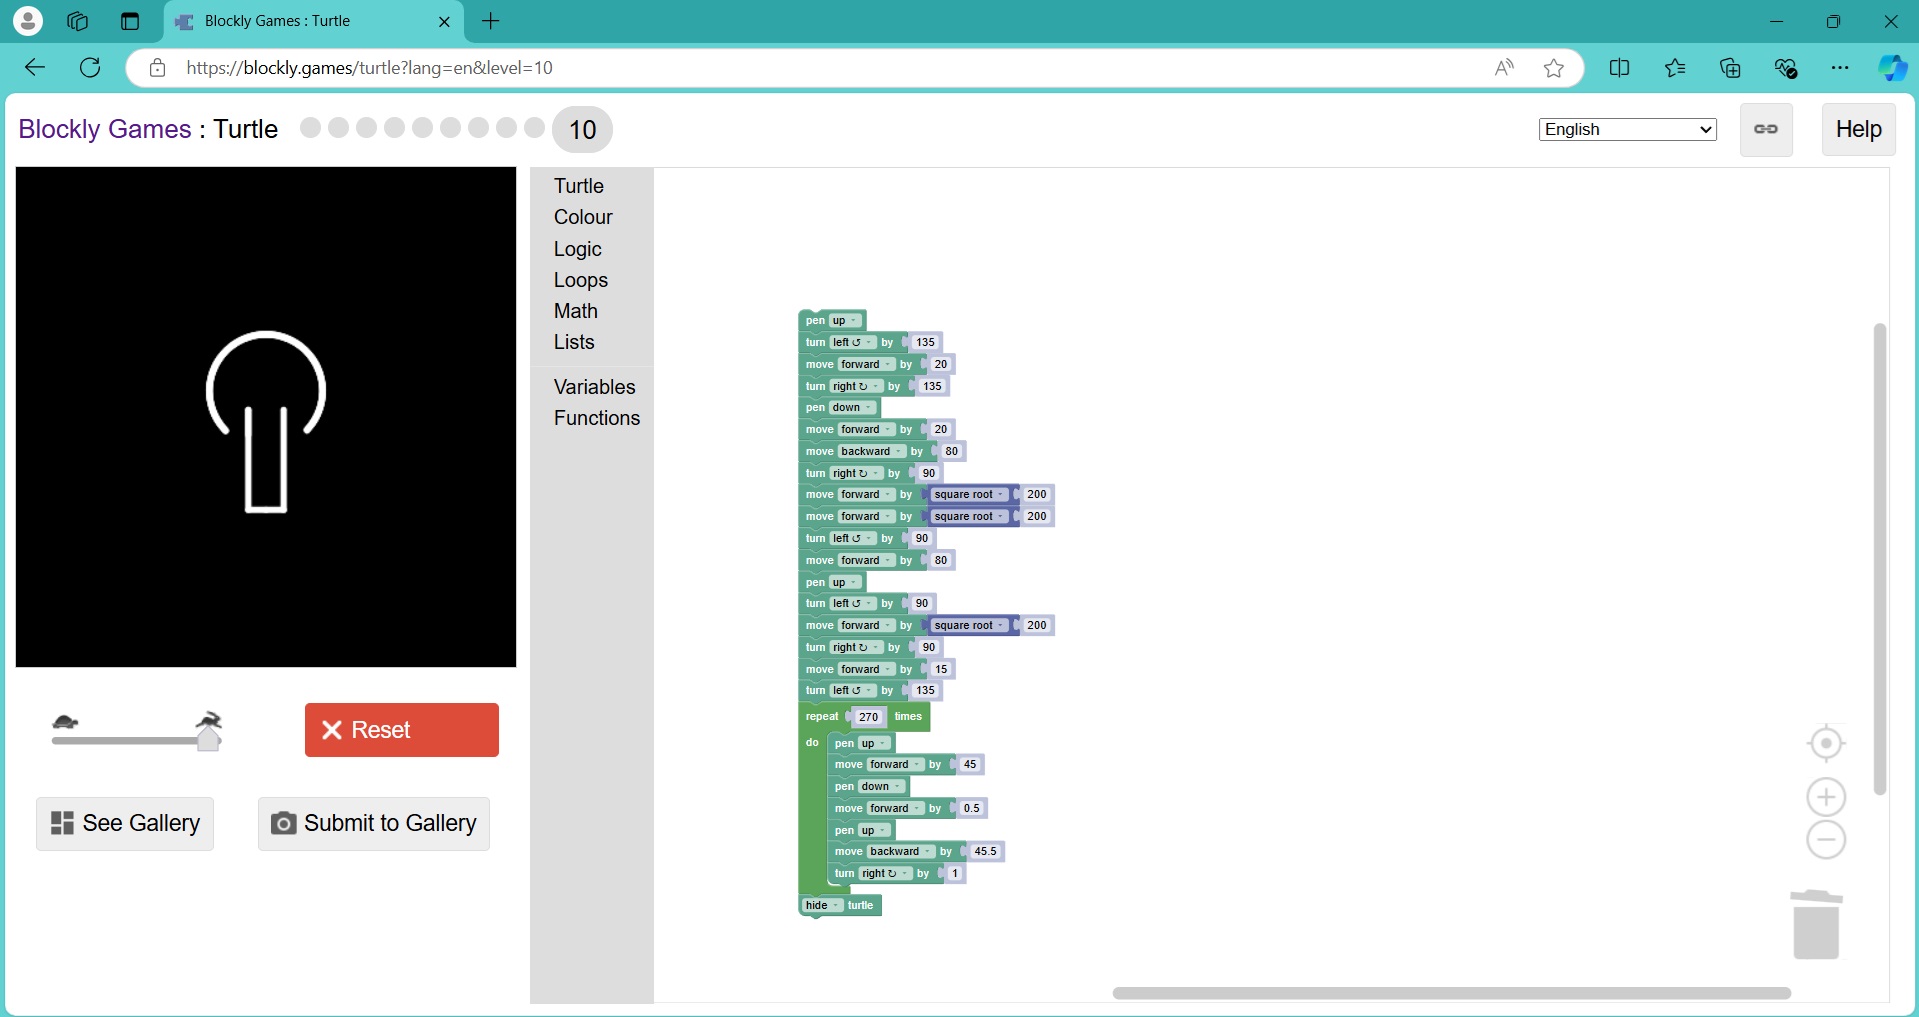 Blockly Games : Turtle
https://blockly.games/turtle?lang=en&level=10
Blockly Games : Turtle 10
English
Help
Turtle
Colour
Logic
Loops
Math
Lists
Variables
Functions
pen up
turn left ↺ by 135
move forward by 20
turn right ↻ by 135
pen down
move forward by 20
move backward by 80
turn right ↻ by 90
move forward by square root 200
move forward by square root 200
turn left ↺ by 90
move forward by 80
pen up
turn left ↺ by 90
move forward by square root 200
turn right ↻ by 90
move forward by 15
turn left ↺ by 135
repeat 270 times
do pen up
move forward by 45
pen down
move forward by 0.5
pen up
move backward by 45.5
turn right ↻ by 1
hide turtle
Reset
See Gallery
Submit to Gallery